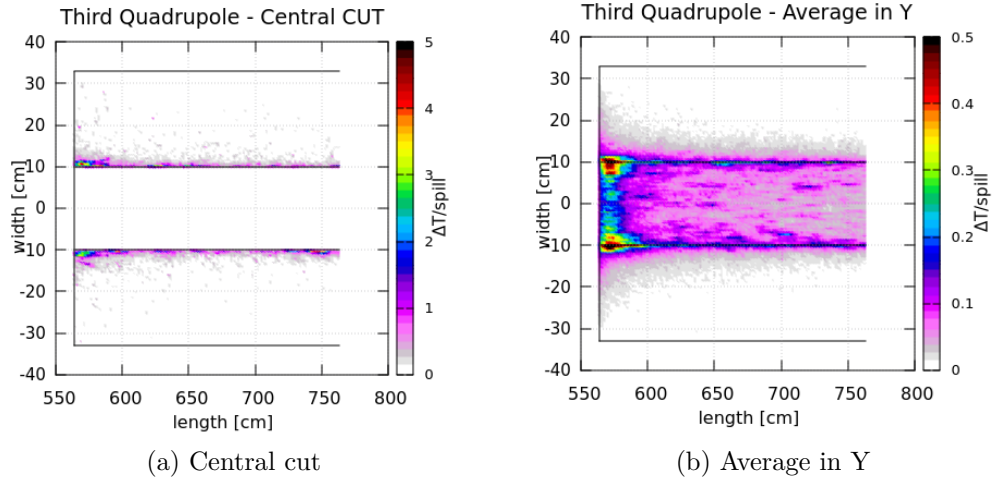 Third Quadrupole - Central CUT
40
30
20
10
0
-10
-20
-30
-40
width [cm]
550 600 650 700 750 800
length [cm]
5
4
3
2
1
0
ΔT/spill
(a) Central cut
Third Quadrupole - Average in Y
40
30
20
10
0
-10
-20
-30
-40
width [cm]
550 600 650 700 750 800
length [cm]
0.5
0.4
0.3
0.2
0.1
0
ΔT/spill
(b) Average in Y